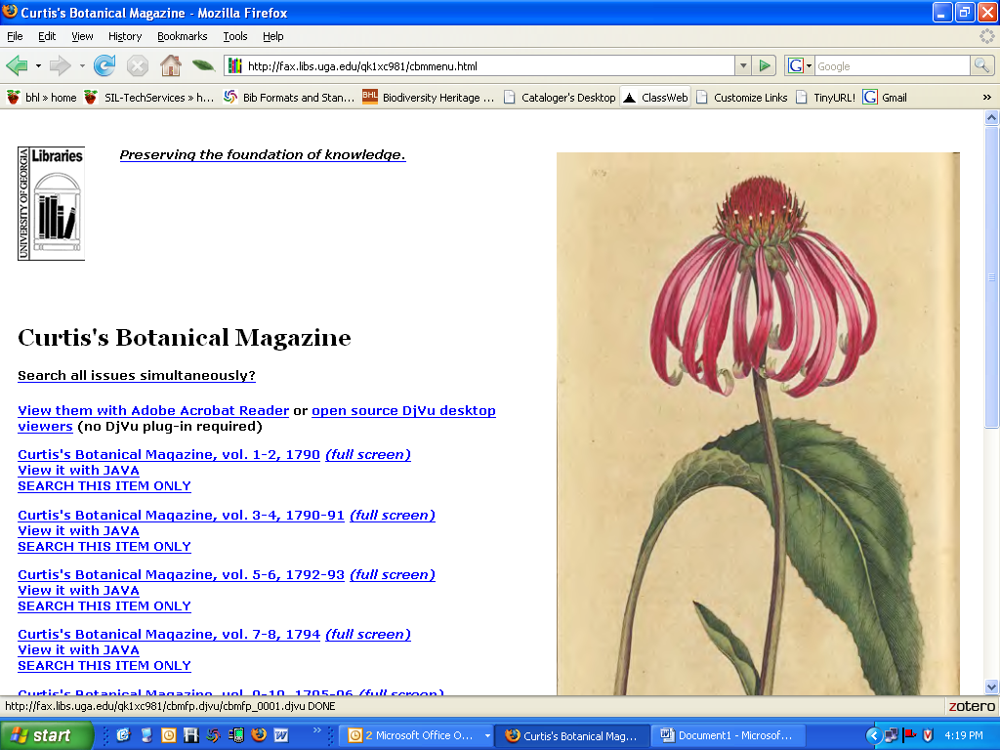 Curtis's Botanical Magazine - Mozilla Firefox
File Edit View History Bookmarks Tools Help
http://fax.libs.uga.edu/qk1xc981/cbmmenu.html
G Google
bhl » home SIL-TechServices » h... Bib Formats and Stan... BHL Biodiversity Heritage ... Cataloger's Desktop ClassWeb Customize Links TinyURL! G Gmail »
UNIVERSITY OF GEORGIA
Libraries
Preserving the foundation of knowledge.
Curtis's Botanical Magazine
Search all issues simultaneously?
View them with Adobe Acrobat Reader or open source DjVu desktop
viewers (no DjVu plug-in required)
Curtis's Botanical Magazine, vol. 1-2, 1790 (full screen)
View it with JAVA
SEARCH THIS ITEM ONLY
Curtis's Botanical Magazine, vol. 3-4, 1790-91 (full screen)
View it with JAVA
SEARCH THIS ITEM ONLY
Curtis's Botanical Magazine, vol. 5-6, 1792-93 (full screen)
View it with JAVA
SEARCH THIS ITEM ONLY
Curtis's Botanical Magazine, vol. 7-8, 1794 (full screen)
View it with JAVA
SEARCH THIS ITEM ONLY
Curtis's Botanical Magazine, vol. 9-10, 1795-96 (full screen)
http://fax.libs.uga.edu/qk1xc981/cbmfp.djvu/cbmfp_0001.djvu DONE
zotero
start » 2 Microsoft Office O... Curtis's Botanical Mag... Document1 - Microsof... 4:19 PM